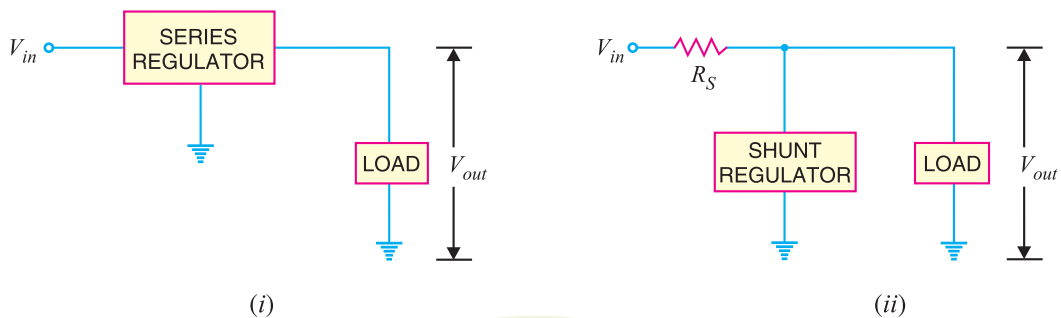 V_in
SERIES
REGULATOR
LOAD
V_out
(i)
V_in
R_S
SHUNT
REGULATOR
LOAD
V_out
(ii)